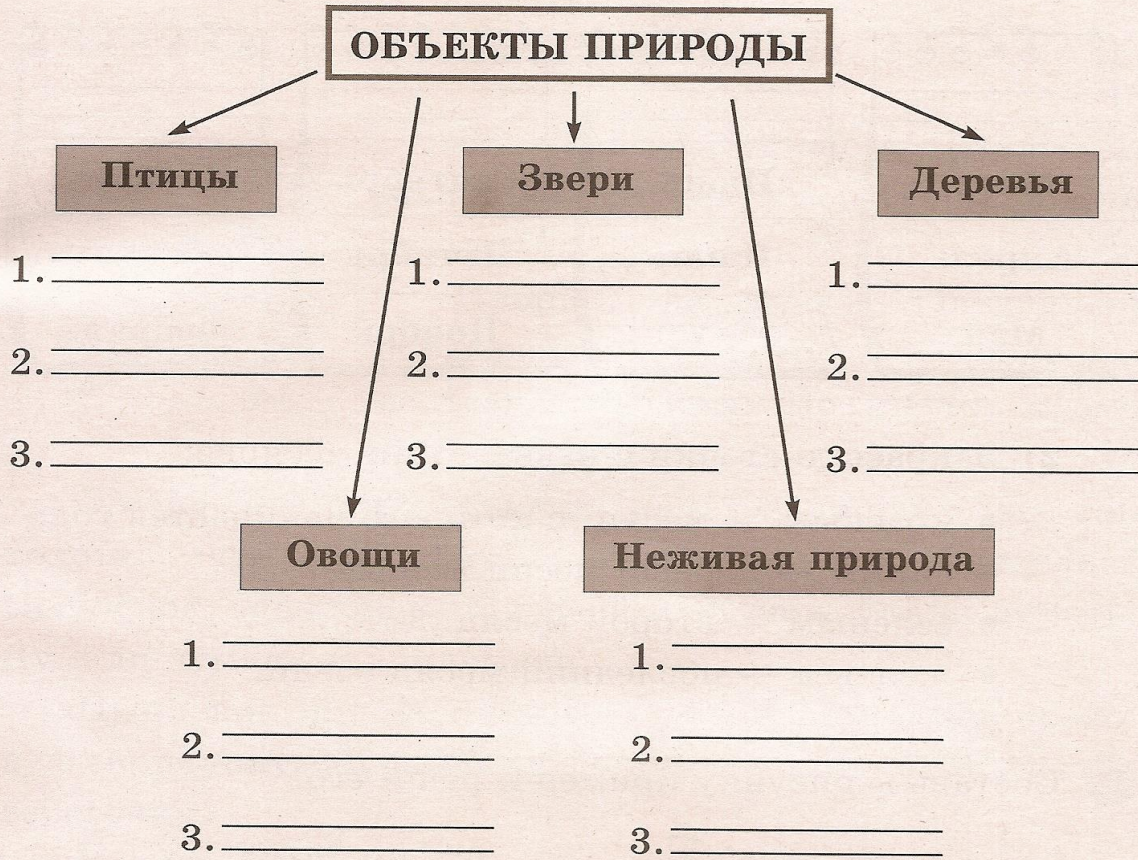 ОБЪЕКТЫ ПРИРОДЫ
Птицы
Звери
Деревья
1.
1.
1.
2.
2.
2.
3.
3.
3.
Овощи
Неживая природа
1.
1.
2.
2.
3.
3.